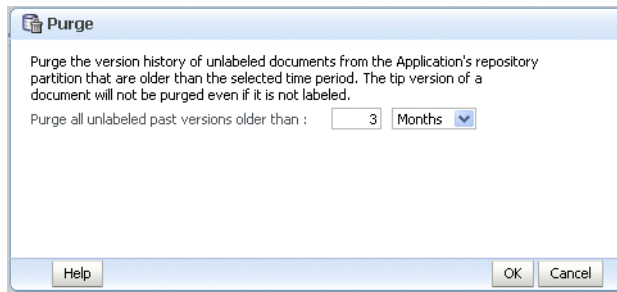 Purge
Purge the version history of unlabeled documents from the Application's repository
partition that are older than the selected time period. The tip version of a
document will not be purged even if it is not labeled.
Purge all unlabeled past versions older than : 3 Months
Help OK Cancel